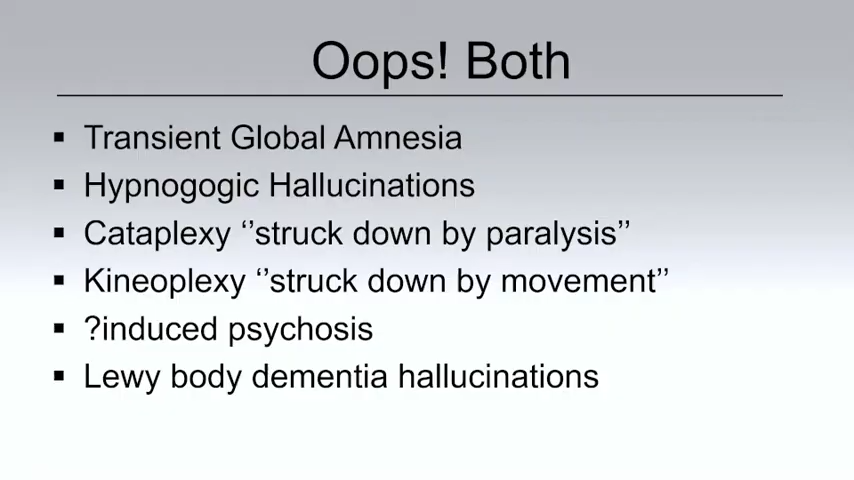 Oops! Both
▪ Transient Global Amnesia
▪ Hypnogogic Hallucinations
▪ Cataplexy ‘’struck down by paralysis’’
▪ Kineoplexy ‘’struck down by movement’’
▪ ?induced psychosis
▪ Lewy body dementia hallucinations